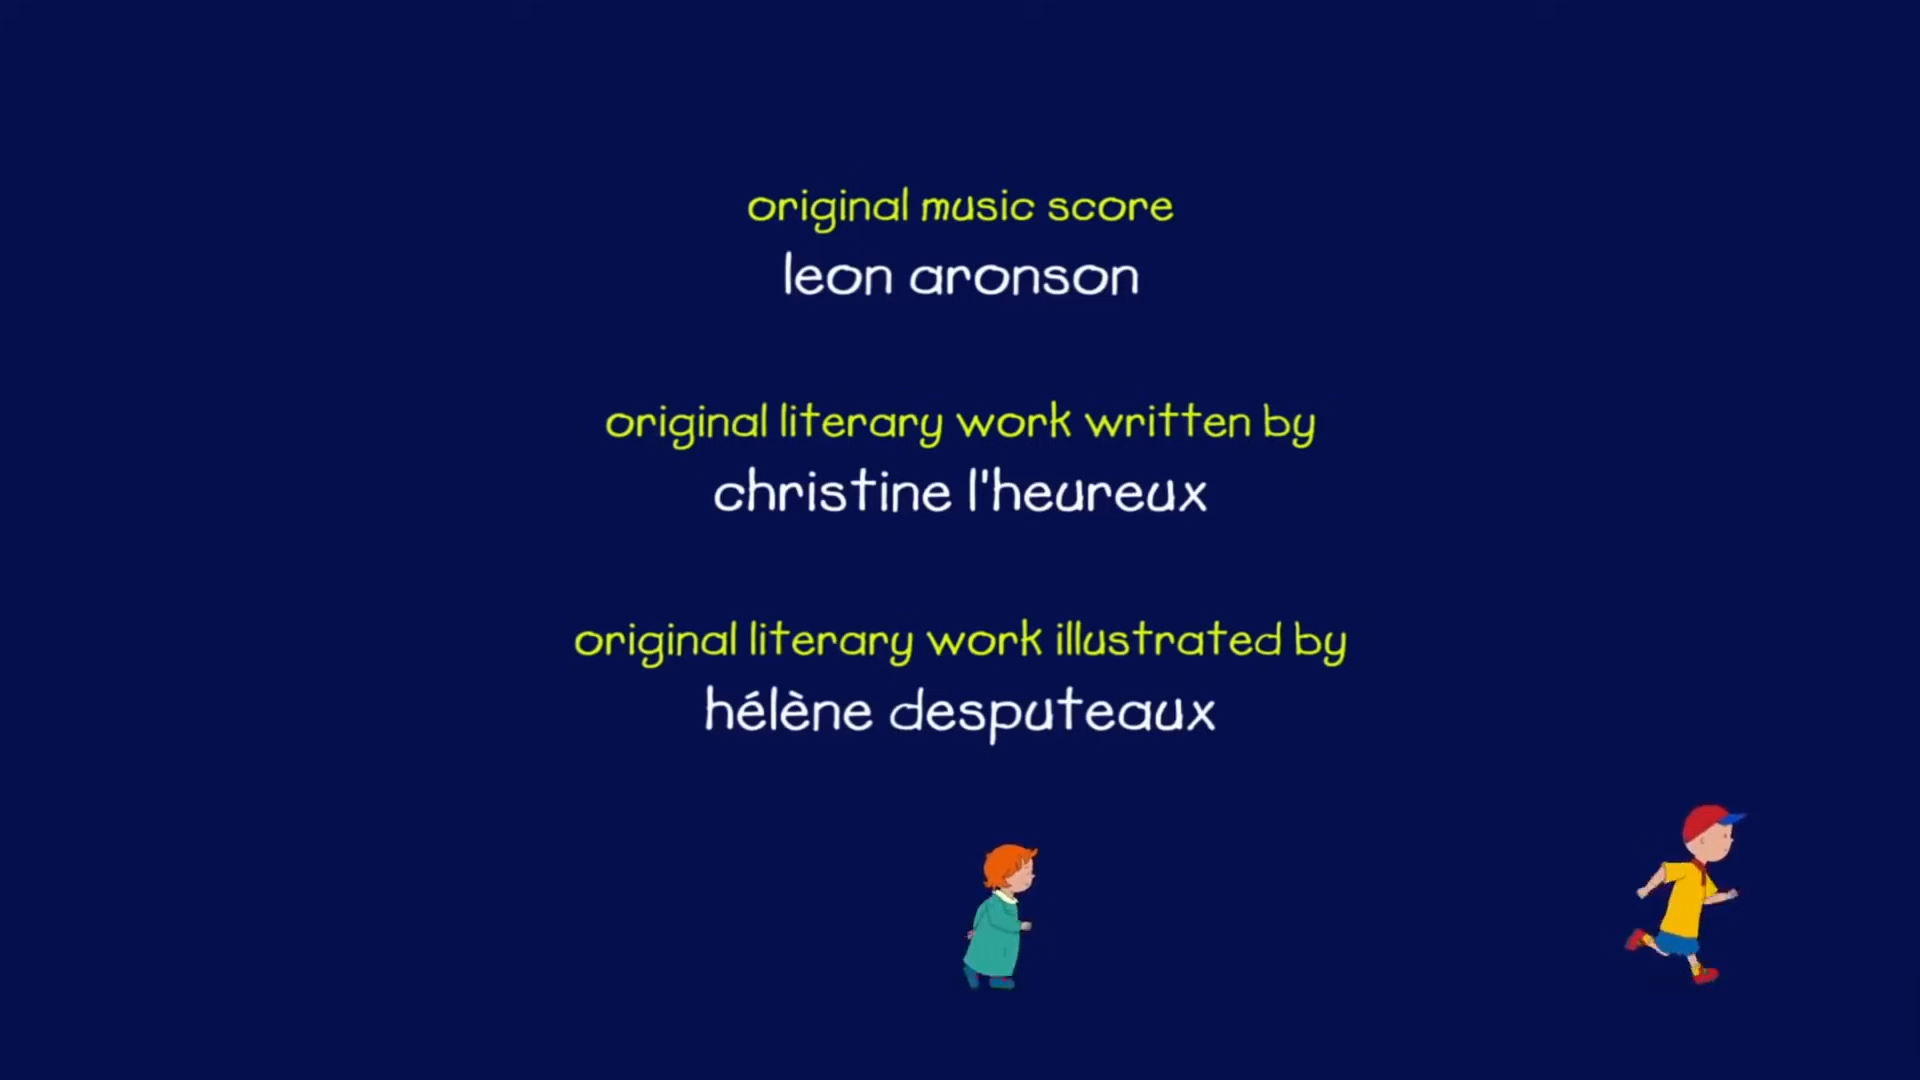 original music score
leon aronson
original literary work written by
christine l'heureux
original literary work illustrated by
hélène desputeaux